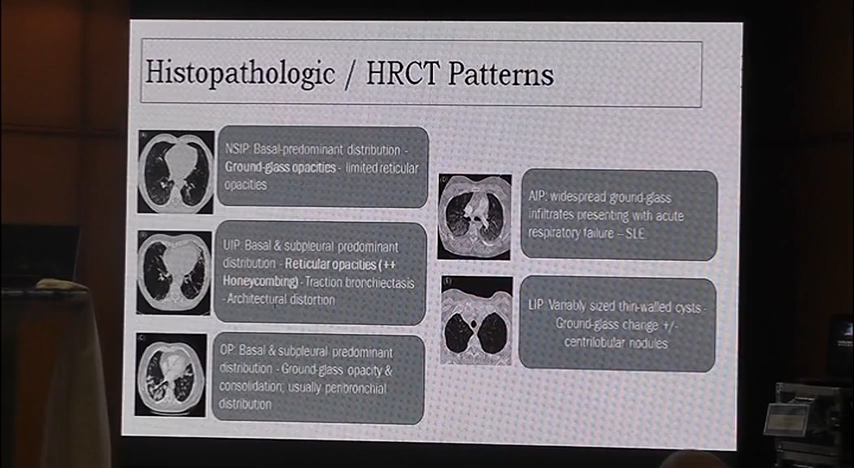 Histopathologic / HRCT Patterns
NSIP: Basal-predominant distribution -
Ground-glass opacities - limited reticular
opacities
UIP: Basal & subpleural predominant
distribution - Reticular opacities (++
Honeycombing) - Traction bronchiectasis
- Architectural distortion
OP: Basal & subpleural predominant
distribution - Ground-glass opacity &
consolidation; usually peribronchial
distribution
AIP: widespread ground-glass
infiltrates presenting with acute
respiratory failure – SLE
LIP: Variably sized thin-walled cysts -
Ground-glass change +/-
centrilobular nodules